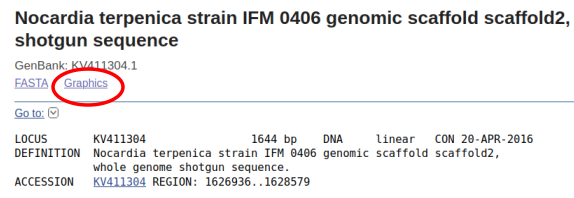 Nocardia terpenica strain IFM 0406 genomic scaffold scaffold2,
shotgun sequence
GenBank: KV411304.1
FASTA Graphics
Go to:
LOCUS KV411304 1644 bp DNA linear CON 20-APR-2016
DEFINITION Nocardia terpenica strain IFM 0406 genomic scaffold scaffold2,
whole genome shotgun sequence.
ACCESSION KV411304 REGION: 1626936..1628579